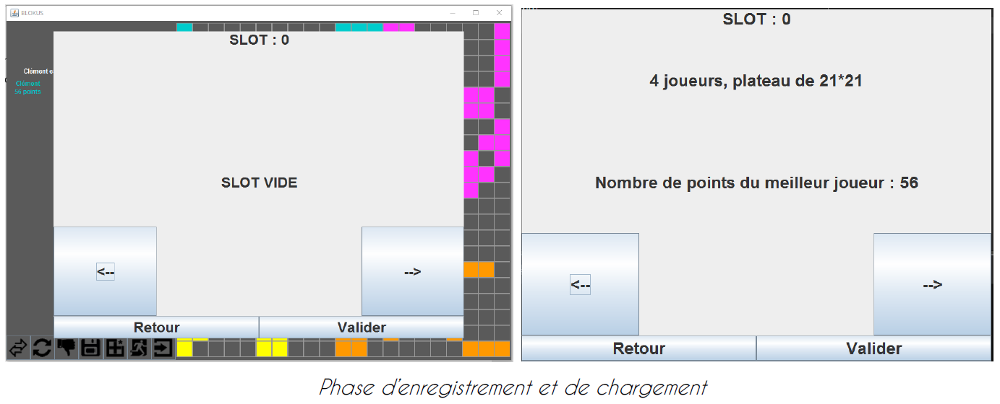 BLOKUS
SLOT : 0
Clément e
Clément
56 points
SLOT VIDE
<-- -->
Retour Valider
SLOT : 0
4 joueurs, plateau de 21*21
Nombre de points du meilleur joueur : 56
<-- -->
Retour Valider
Phase d'enregistrement et de chargement